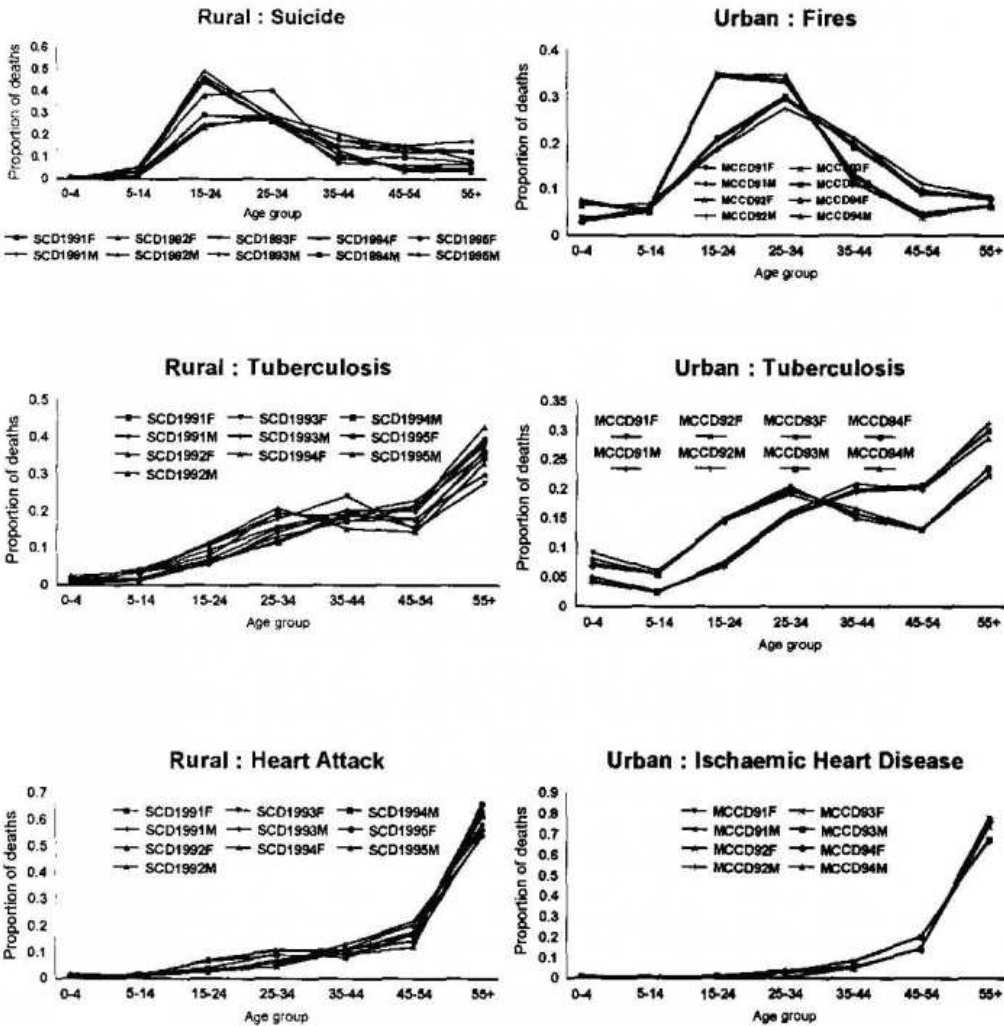 Rural : Suicide
Proportion of deaths
0.6
0.5
0.4
0.3
0.2
0.1
0
0-4 5-14 15-24 25-34 35-44 45-54 55+
Age group
SCD1991F SCD1992F SCD1993F SCD1994F SCD1995F
SCD1991M SCD1992M SCD1993M SCD1994M SCD1995M
Urban : Fires
Proportion of deaths
0.4
0.3
0.2
0.1
0
MCCD91F MCCD93F
MCCD91M
MCCD92F MCCD94F
MCCD92M MCCD94M
0-4 5-14 15-24 25-34 35-44 45-54 55+
Age group
Rural : Tuberculosis
Proportion of deaths
0.5
0.4
0.3
0.2
0.1
0
SCD1991F SCD1993F SCD1994M
SCD1991M SCD1993M SCD1995F
SCD1992F SCD1994F SCD1995M
SCD1992M
0-4 5-14 15-24 25-34 35-44 45-54 55+
Age group
Urban : Tuberculosis
Proportion of deaths
0.35
0.3
0.25
0.2
0.15
0.1
0.05
0
MCCD91F MCCD92F MCCD93F MCCD94F
MCCD91M MCCD92M MCCD93M MCCD94M
0-4 5-14 15-24 25-34 35-44 45-54 55+
Age group
Rural : Heart Attack
Proportion of deaths
0.7
0.6
0.5
0.4
0.3
0.2
0.1
0
SCD1991F SCD1993F SCD1994M
SCD1991M SCD1993M SCD1995F
SCD1992F SCD1994F SCD1995M
SCD1992M
0-4 5-14 15-24 25-34 35-44 45-54 55+
Age group
Urban : Ischaemic Heart Disease
Proportion of deaths
0.9
0.8
0.7
0.6
0.5
0.4
0.3
0.2
0.1
0
MCCD91F MCCD93F
MCCD91M MCCD93M
MCCD92F MCCD94F
MCCD92M MCCD94M
0-4 5-14 15-24 25-34 35-44 45-54 55+
Age group